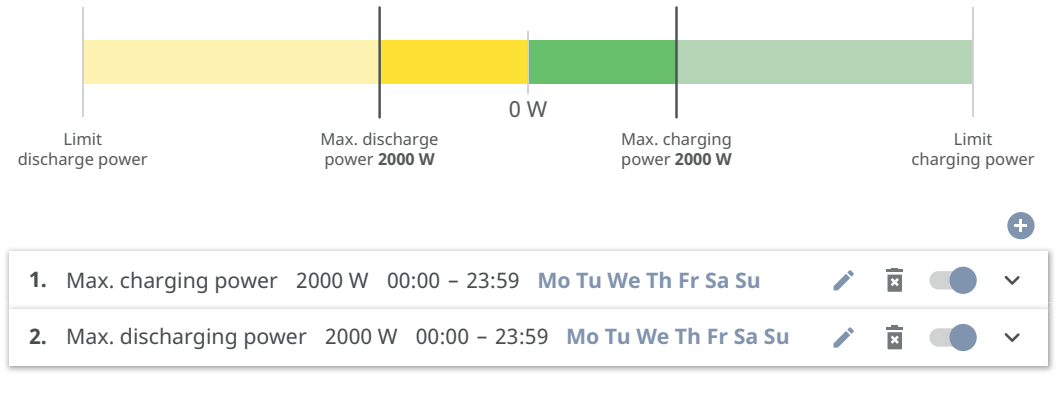 0 W
Limit
discharge power
Max. discharge
power 2000 W
Max. charging
power 2000 W
Limit
charging power
1. Max. charging power 2000 W 00:00 – 23:59 Mo Tu We Th Fr Sa Su
2. Max. discharging power 2000 W 00:00 – 23:59 Mo Tu We Th Fr Sa Su